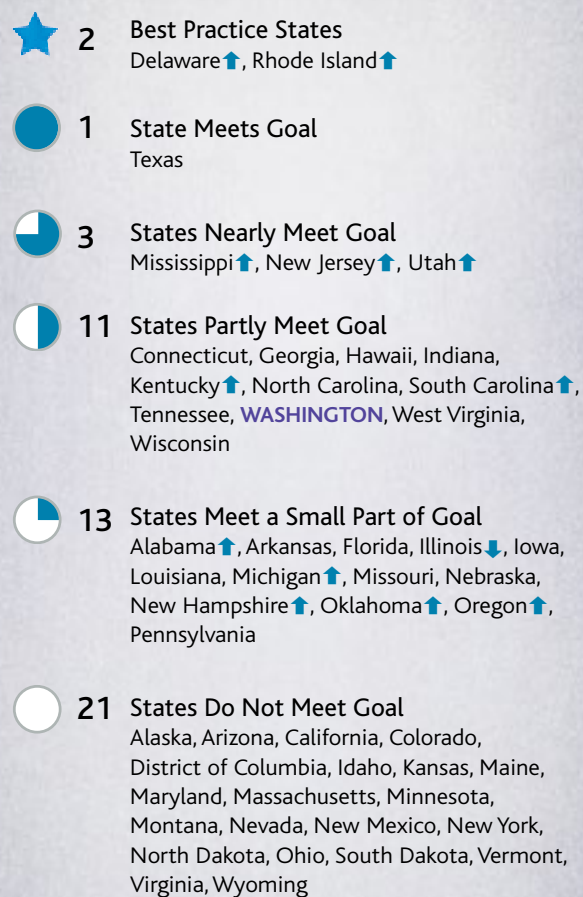 2 Best Practice States
Delaware⬆, Rhode Island⬆
1 State Meets Goal
Texas
3 States Nearly Meet Goal
Mississippi⬆, New Jersey⬆, Utah⬆
11 States Partly Meet Goal
Connecticut, Georgia, Hawaii, Indiana,
Kentucky⬆, North Carolina, South Carolina⬆,
Tennessee, WASHINGTON, West Virginia,
Wisconsin
13 States Meet a Small Part of Goal
Alabama⬆, Arkansas, Florida, Illinois⬇, Iowa,
Louisiana, Michigan⬆, Missouri, Nebraska,
New Hampshire⬆, Oklahoma⬆, Oregon⬆,
Pennsylvania
21 States Do Not Meet Goal
Alaska, Arizona, California, Colorado,
District of Columbia, Idaho, Kansas, Maine,
Maryland, Massachusetts, Minnesota,
Montana, Nevada, New Mexico, New York,
North Dakota, Ohio, South Dakota, Vermont,
Virginia, Wyoming